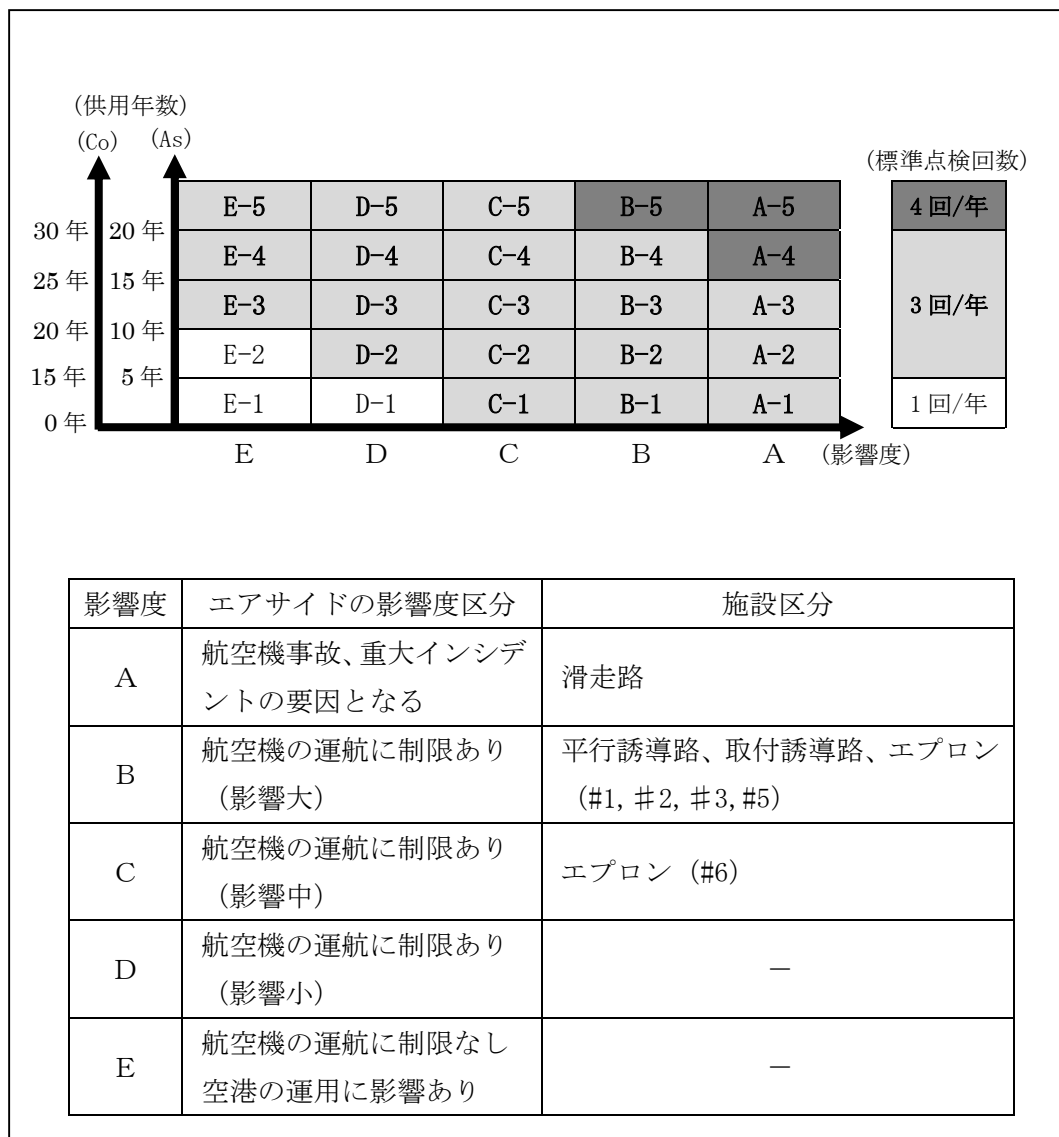 (供用年数)
(Co) (As)
(標準点検回数)
E-5 D-5 C-5 B-5 A-5 4回/年
30年 20年
E-4 D-4 C-4 B-4 A-4
25年 15年
E-3 D-3 C-3 B-3 A-3 3回/年
20年 10年
E-2 D-2 C-2 B-2 A-2
15年 5年
E-1 D-1 C-1 B-1 A-1 1回/年
0年
E D C B A (影響度)
影響度 エアサイドの影響度区分 施設区分
A
航空機事故、重大インシデ
ントの要因となる
滑走路
B
航空機の運航に制限あり
(影響大)
平行誘導路、取付誘導路、エプロン
(#1,＃2,＃3,#5)
C
航空機の運航に制限あり
(影響中)
エプロン (#6)
D
航空機の運航に制限あり
(影響小)
－
E
航空機の運航に制限なし
空港の運用に影響あり
－